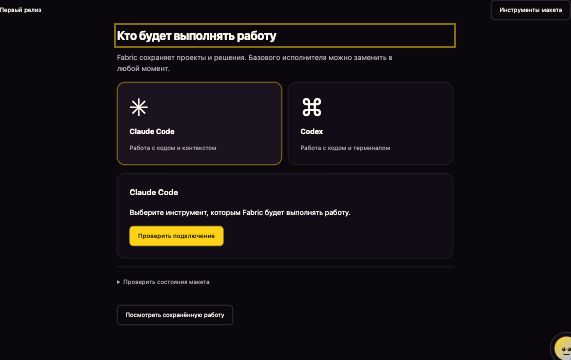 Первый релиз
Инструменты макета
Кто будет выполнять работу
Fabric сохраняет проекты и решения. Базового исполнителя можно заменить в
любой момент.
Claude Code
Работа с кодом и контекстом
Codex
Работа с кодом и терминалом
Claude Code
Выберите инструмент, которым Fabric будет выполнять работу.
Проверить подключение
Проверить состояния макета
Посмотреть сохранённую работу